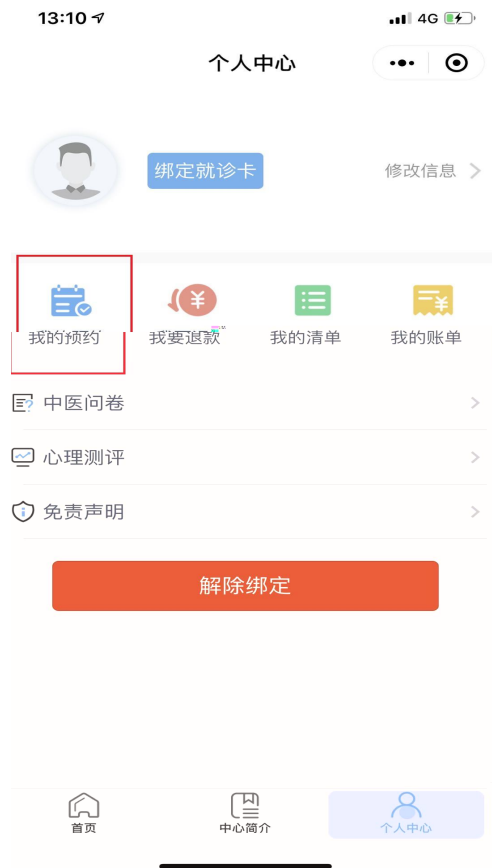 13:10
4G
个人中心
绑定就诊卡
修改信息
我的预约
我要退款
我的清单
我的账单
中医问卷
心理测评
免责声明
解除绑定
首页
中心简介
个人中心